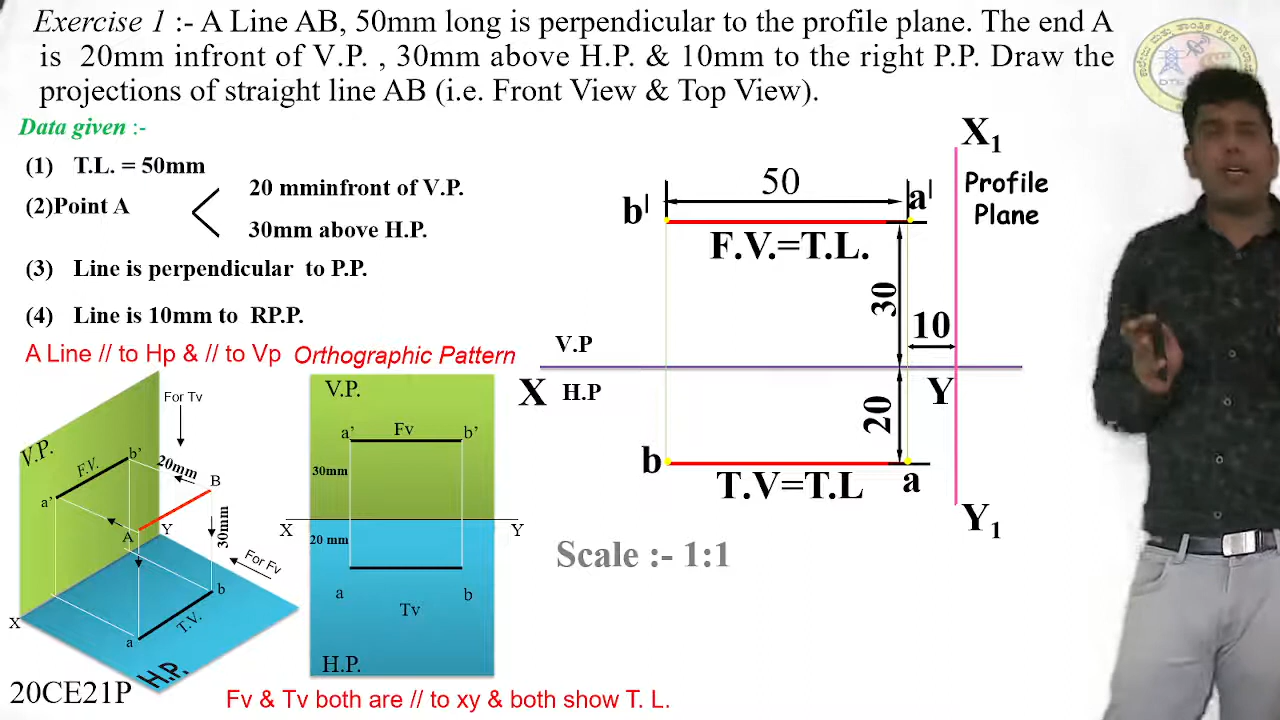 Exercise 1 :- A Line AB, 50mm long is perpendicular to the profile plane. The end A
is 20mm infront of V.P. , 30mm above H.P. & 10mm to the right P.P. Draw the
projections of straight line AB (i.e. Front View & Top View).
Data given :-
(1) T.L. = 50mm
(2)Point A
20 mminfront of V.P.
30mm above H.P.
(3) Line is perpendicular to P.P.
(4) Line is 10mm to RP.P.
A Line // to Hp & // to Vp
Orthographic Pattern
V.P.
For Tv
F.V.
a'
b'
20mm
B
A
Y
30mm
For Fv
X
a
b
T.V.
H.P.
V.P.
a'
Fv
b'
30mm
X
Y
20 mm
a
b
Tv
H.P.
X1
Profile
Plane
50
b'
a'
F.V.=T.L.
30
10
V.P
X
H.P
Y
20
b
a
T.V=T.L
Y1
Scale :- 1:1
20CE21P
Fv & Tv both are // to xy & both show T. L.